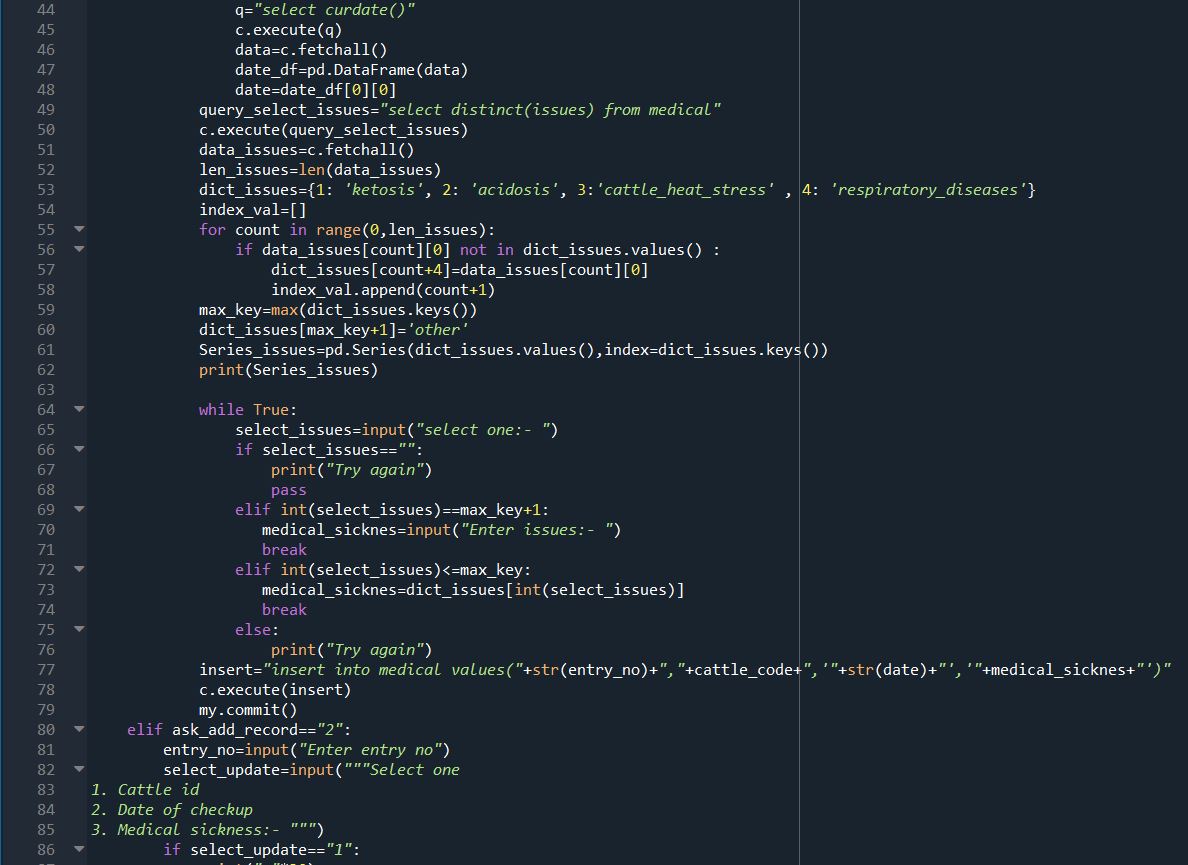 44 q="select curdate()"
45 c.execute(q)
46 data=c.fetchall()
47 date_df=pd.DataFrame(data)
48 date=date_df[0][0]
49 query_select_issues="select distinct(issues) from medical"
50 c.execute(query_select_issues)
51 data_issues=c.fetchall()
52 len_issues=len(data_issues)
53 dict_issues={1: 'ketosis', 2: 'acidosis', 3:'cattle_heat_stress' , 4: 'respiratory_diseases'}
54 index_val=[]
55 for count in range(0,len_issues):
56 if data_issues[count][0] not in dict_issues.values() :
57 dict_issues[count+4]=data_issues[count][0]
58 index_val.append(count+1)
59 max_key=max(dict_issues.keys())
60 dict_issues[max_key+1]='other'
61 Series_issues=pd.Series(dict_issues.values(),index=dict_issues.keys())
62 print(Series_issues)
63
64 while True:
65 select_issues=input("select one:- ")
66 if select_issues=="":
67 print("Try again")
68 pass
69 elif int(select_issues)==max_key+1:
70 medical_sicknes=input("Enter issues:- ")
71 break
72 elif int(select_issues)<=max_key:
73 medical_sicknes=dict_issues[int(select_issues)]
74 break
75 else:
76 print("Try again")
77 insert="insert into medical values("+str(entry_no)+","+cattle_code+",'"+str(date)+"','"+medical_sicknes+"')"
78 c.execute(insert)
79 my.commit()
80 elif ask_add_record=="2":
81 entry_no=input("Enter entry no")
82 select_update=input("""Select one
83 1. Cattle id
84 2. Date of checkup
85 3. Medical sickness:- """)
86 if select_update=="1":